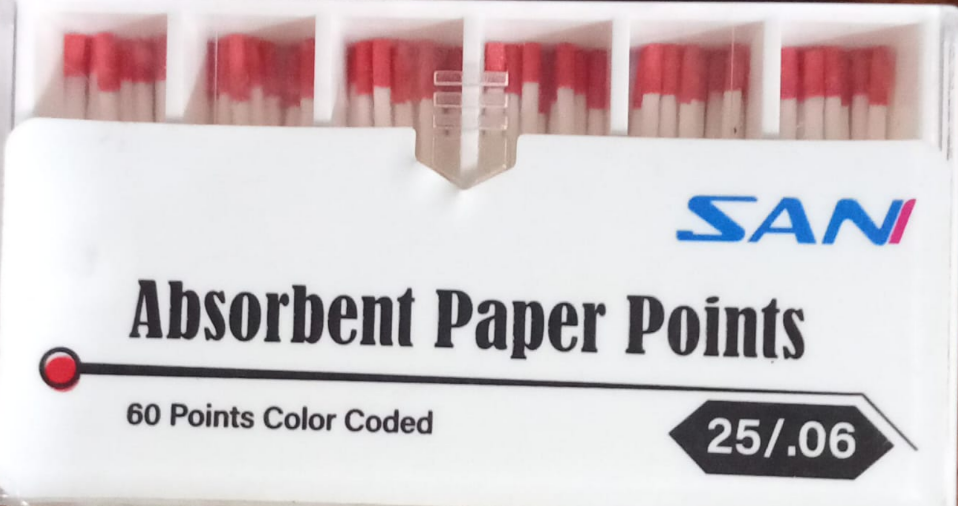 SANI
Absorbent Paper Points
60 Points Color Coded
25/.06